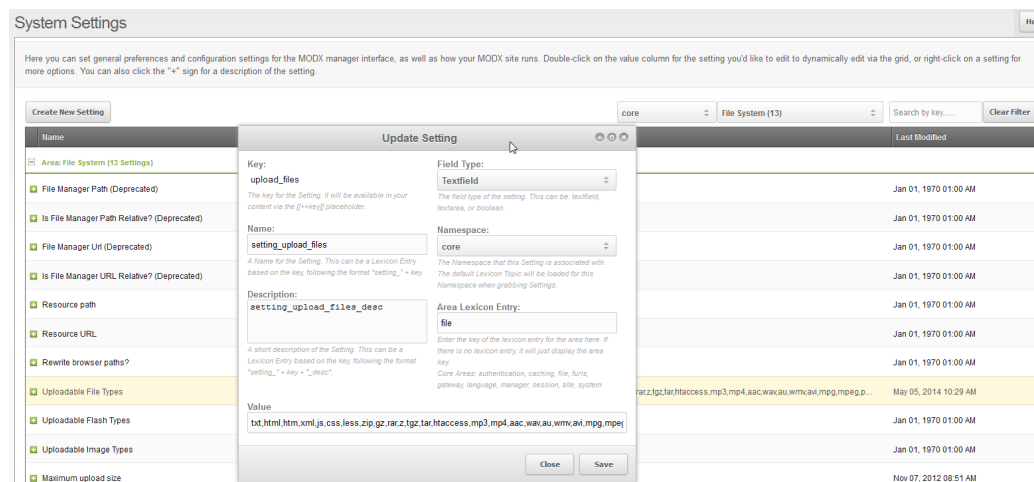 System Settings
He
Here you can set general preferences and configuration settings for the MODX manager interface, as well as how your MODX site runs. Double-click on the value column for the setting you'd like to edit to dynamically edit via the grid, or right-click on a setting for
more options. You can also click the "+" sign for a description of the setting.
Create New Setting
core
File System (13)
Search by key.....
Clear Filter
Name
Last Modified
Area: File System (13 Settings)
File Manager Path (Deprecated)
Jan 01, 1970 01:00 AM
Is File Manager Path Relative? (Deprecated)
Jan 01, 1970 01:00 AM
File Manager Url (Deprecated)
Jan 01, 1970 01:00 AM
Is File Manager URL Relative? (Deprecated)
Jan 01, 1970 01:00 AM
Resource path
Jan 01, 1970 01:00 AM
Resource URL
Jan 01, 1970 01:00 AM
Rewrite browser paths?
Jan 01, 1970 01:00 AM
Uploadable File Types
rar,z,tgz,tar,htaccess,mp3,mp4,aac,wav,au,wmv,avi,mpg,mpeg,p...
May 05, 2014 10:29 AM
Uploadable Flash Types
Jan 01, 1970 01:00 AM
Uploadable Image Types
Jan 01, 1970 01:00 AM
Maximum upload size
Nov 07, 2012 08:51 AM
Update Setting
Key:
upload_files
The key for the Setting. It will be available in your
content via the [[++key]] placeholder.
Name:
setting_upload_files
A Name for the Setting. This can be a Lexicon Entry
based on the key, following the format "setting_" + key.
Description:
setting_upload_files_desc
A short description of the Setting. This can be a
Lexicon Entry based on the key, following the format
"setting_" + key + "_desc".
Field Type:
Textfield
The field type of the setting. This can be: textfield,
textarea, or boolean.
Namespace:
core
The Namespace that this Setting is associated with.
The default Lexicon Topic will be loaded for this
Namespace when grabbing Settings.
Area Lexicon Entry:
file
Enter the key of the lexicon entry for the area here. If
there is no lexicon entry, it will just display the area
key.
Core Areas: authentication, caching, file, furls,
gateway, language, manager, session, site, system
Value
txt,html,htm,xml,js,css,less,zip,gz,rar,z,tgz,tar,htaccess,mp3,mp4,aac,wav,au,wmv,avi,mpg,mpeg
Close
Save